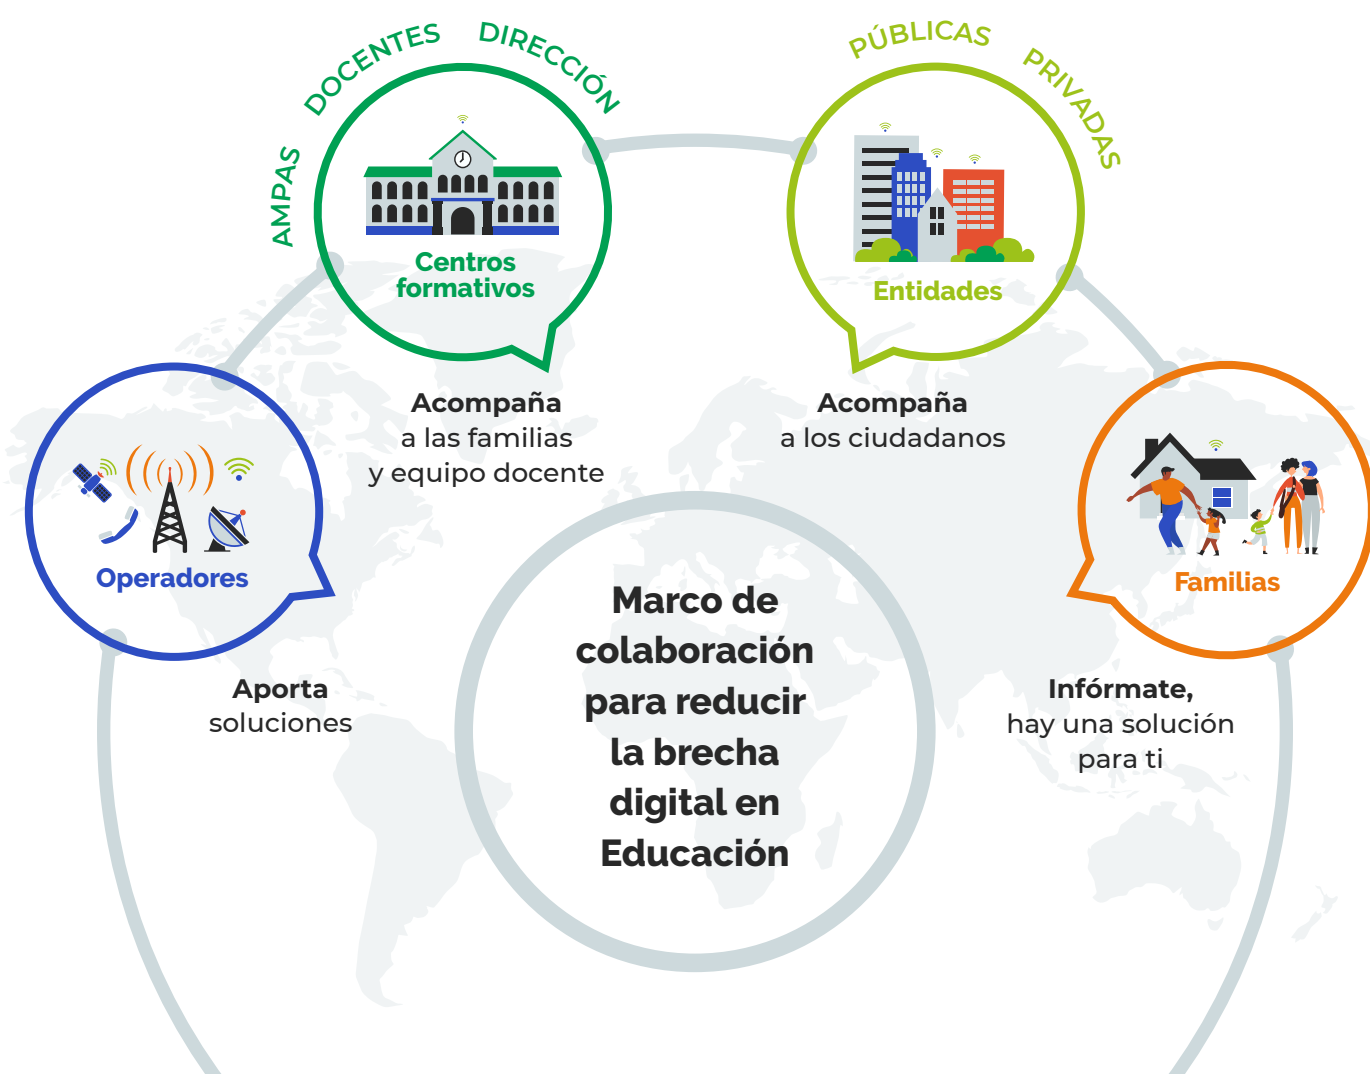 AMPAS DOCENTES DIRECCIÓN
PÚBLICAS PRIVADAS
Centros
formativos
Entidades
Acompaña
a las familias
y equipo docente
Acompaña
a los ciudadanos
Operadores
Familias
Aporta
soluciones
Marco de
colaboración
para reducir
la brecha
digital en
Educación
Infórmate,
hay una solución
para ti